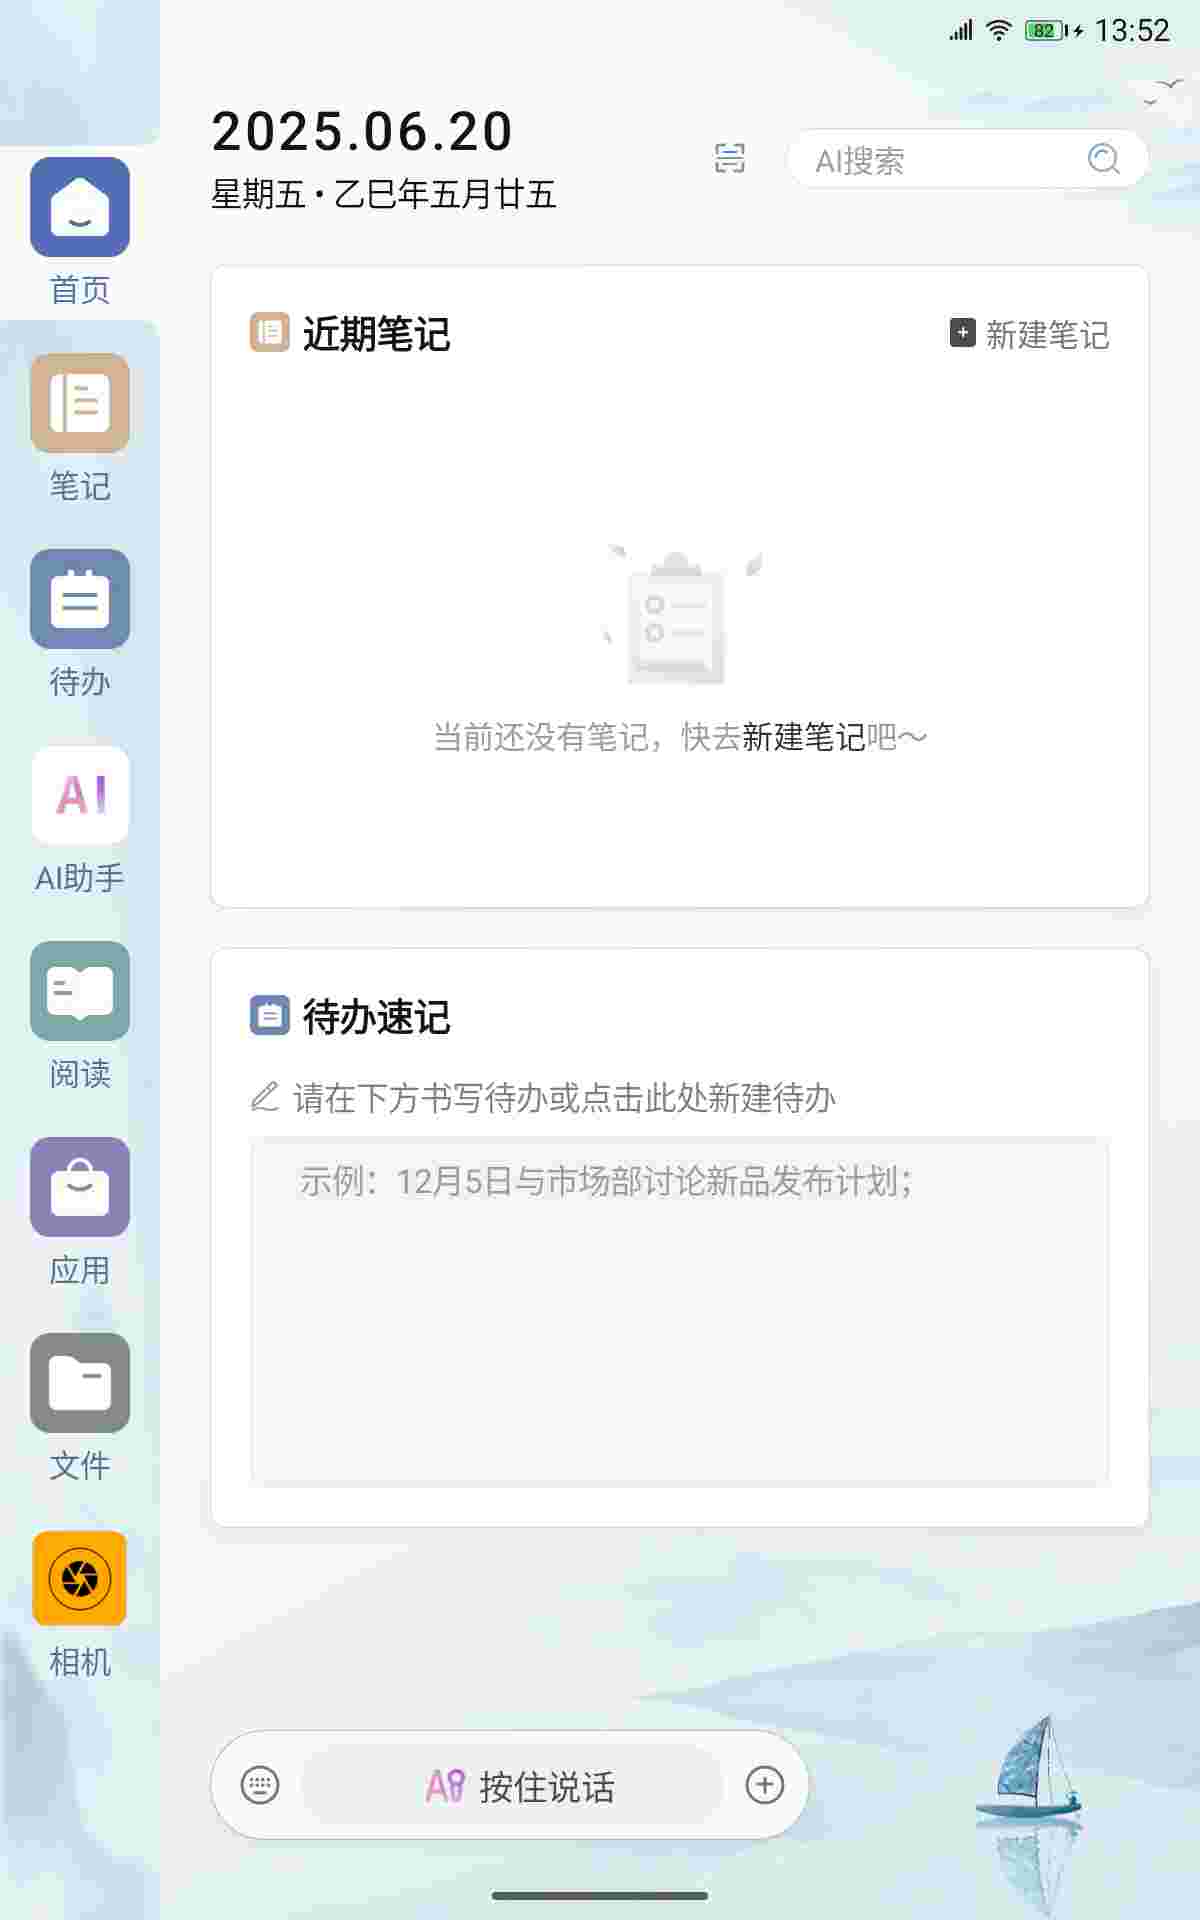 82 13:52
2025.06.20
星期五·乙巳年五月廿五
AI搜索
首页
近期笔记
新建笔记
笔记
待办
当前还没有笔记，快去新建笔记吧～
AI
AI助手
待办速记
阅读
请在下方书写待办或点击此处新建待办
示例：12月5日与市场部讨论新品发布计划；
应用
文件
相机
AI 按住说话